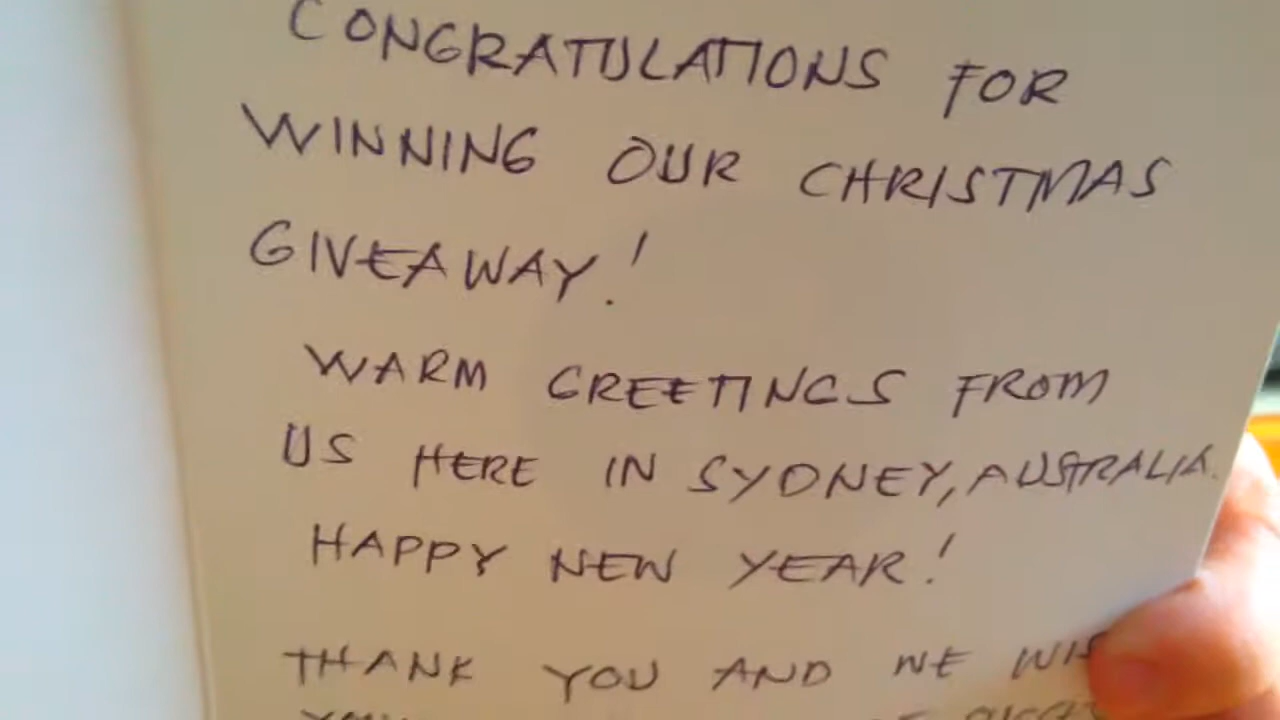 CONGRATULATIONS FOR
WINNING OUR CHRISTMAS
GIVEAWAY!
WARM GREETINGS FROM
US HERE IN SYDNEY, AUSTRALIA.
HAPPY NEW YEAR!
THANK YOU AND WE